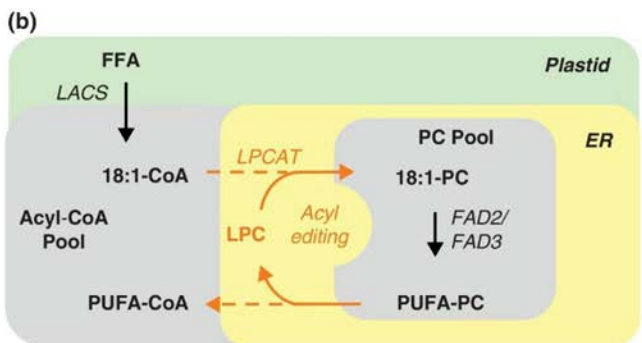 (b)
FFA
Plastid
LACS
PC Pool
ER
LPCAT
18:1-CoA
18:1-PC
Acyl-CoA
Pool
LPC
Acyl
editing
FAD2/
FAD3
PUFA-CoA
PUFA-PC